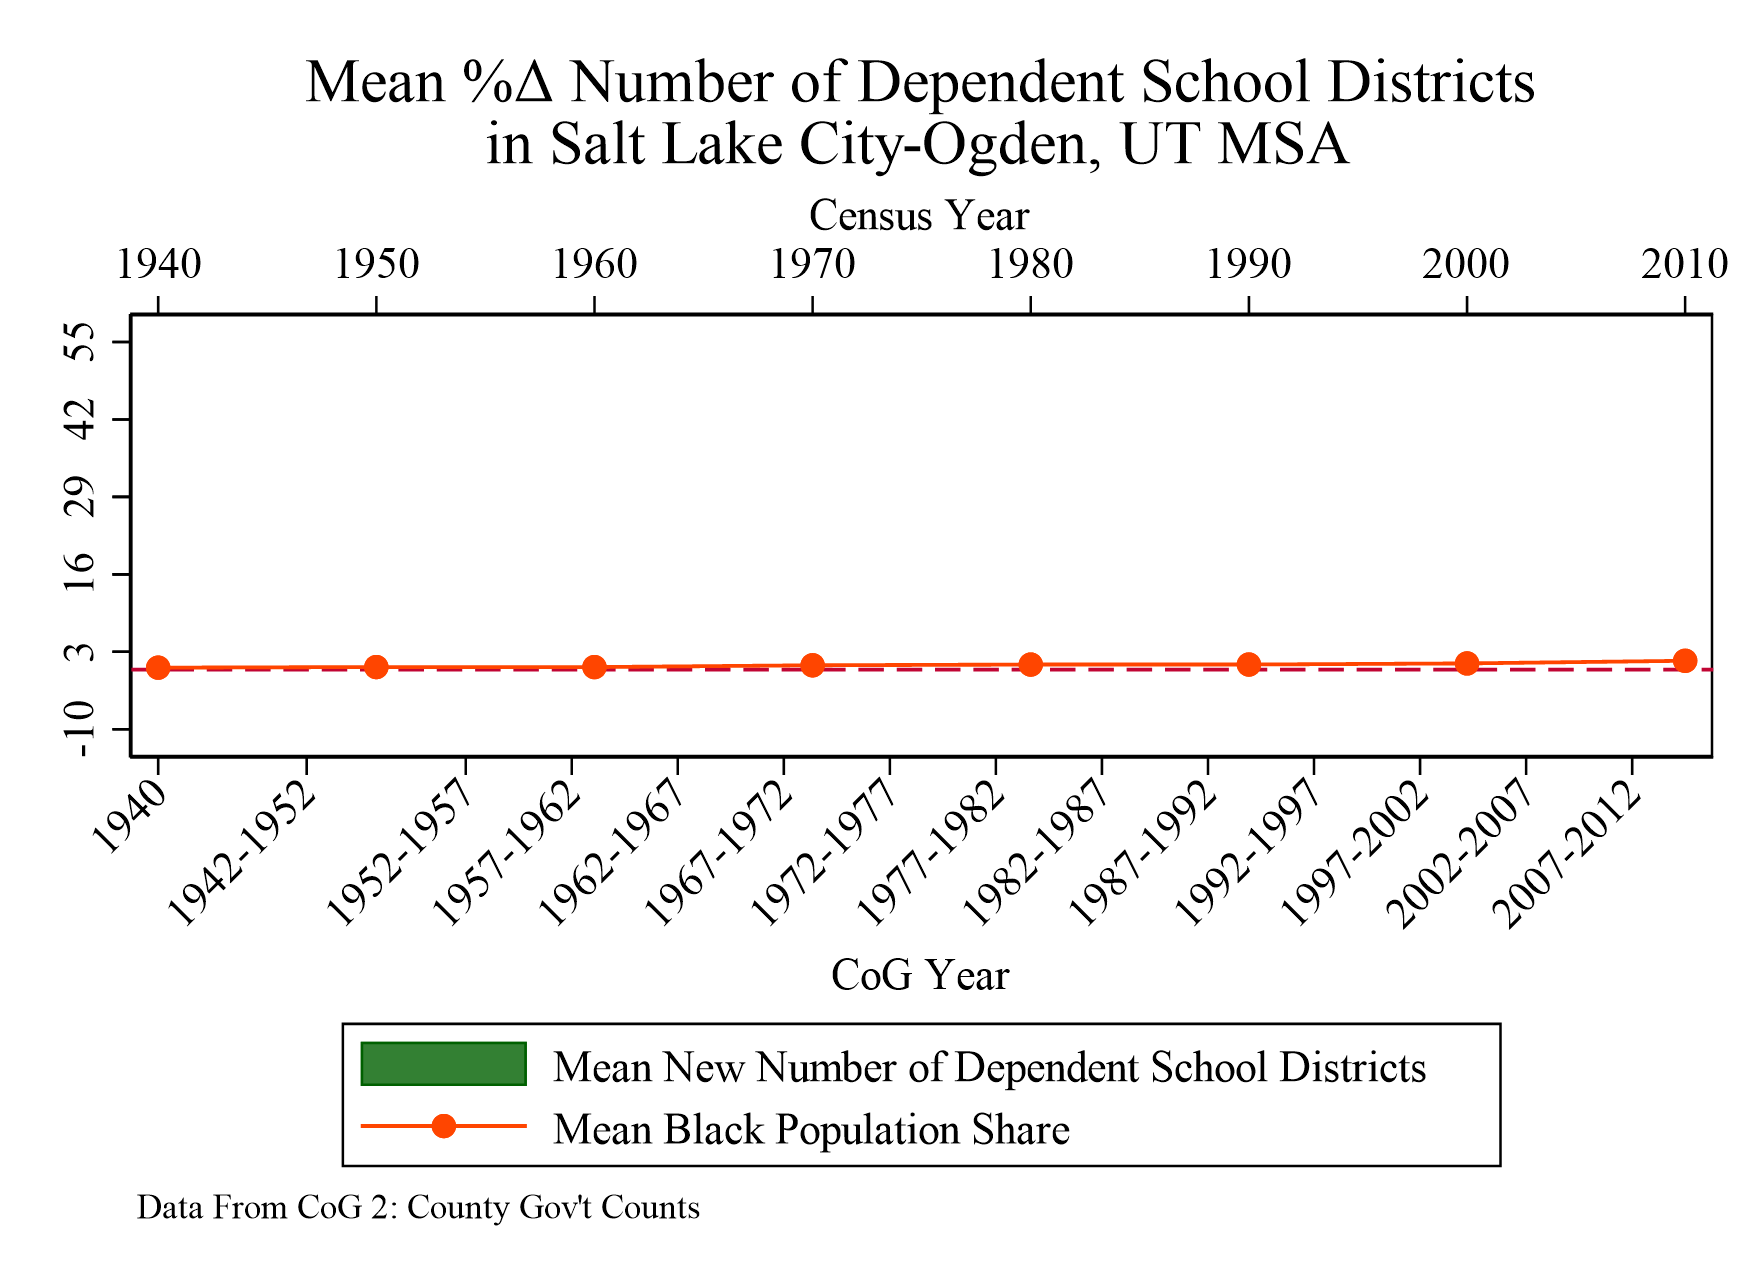 Mean %Δ Number of Dependent School Districts
in Salt Lake City-Ogden, UT MSA
Census Year
1940 1950 1960 1970 1980 1990 2000 2010
55
42
29
16
3
-10
1940 1942-1952 1952-1957 1957-1962 1962-1967 1967-1972 1972-1977 1977-1982 1982-1987 1987-1992 1992-1997 1997-2002 2002-2007 2007-2012
CoG Year
Mean New Number of Dependent School Districts
Mean Black Population Share
Data From CoG 2: County Gov't Counts